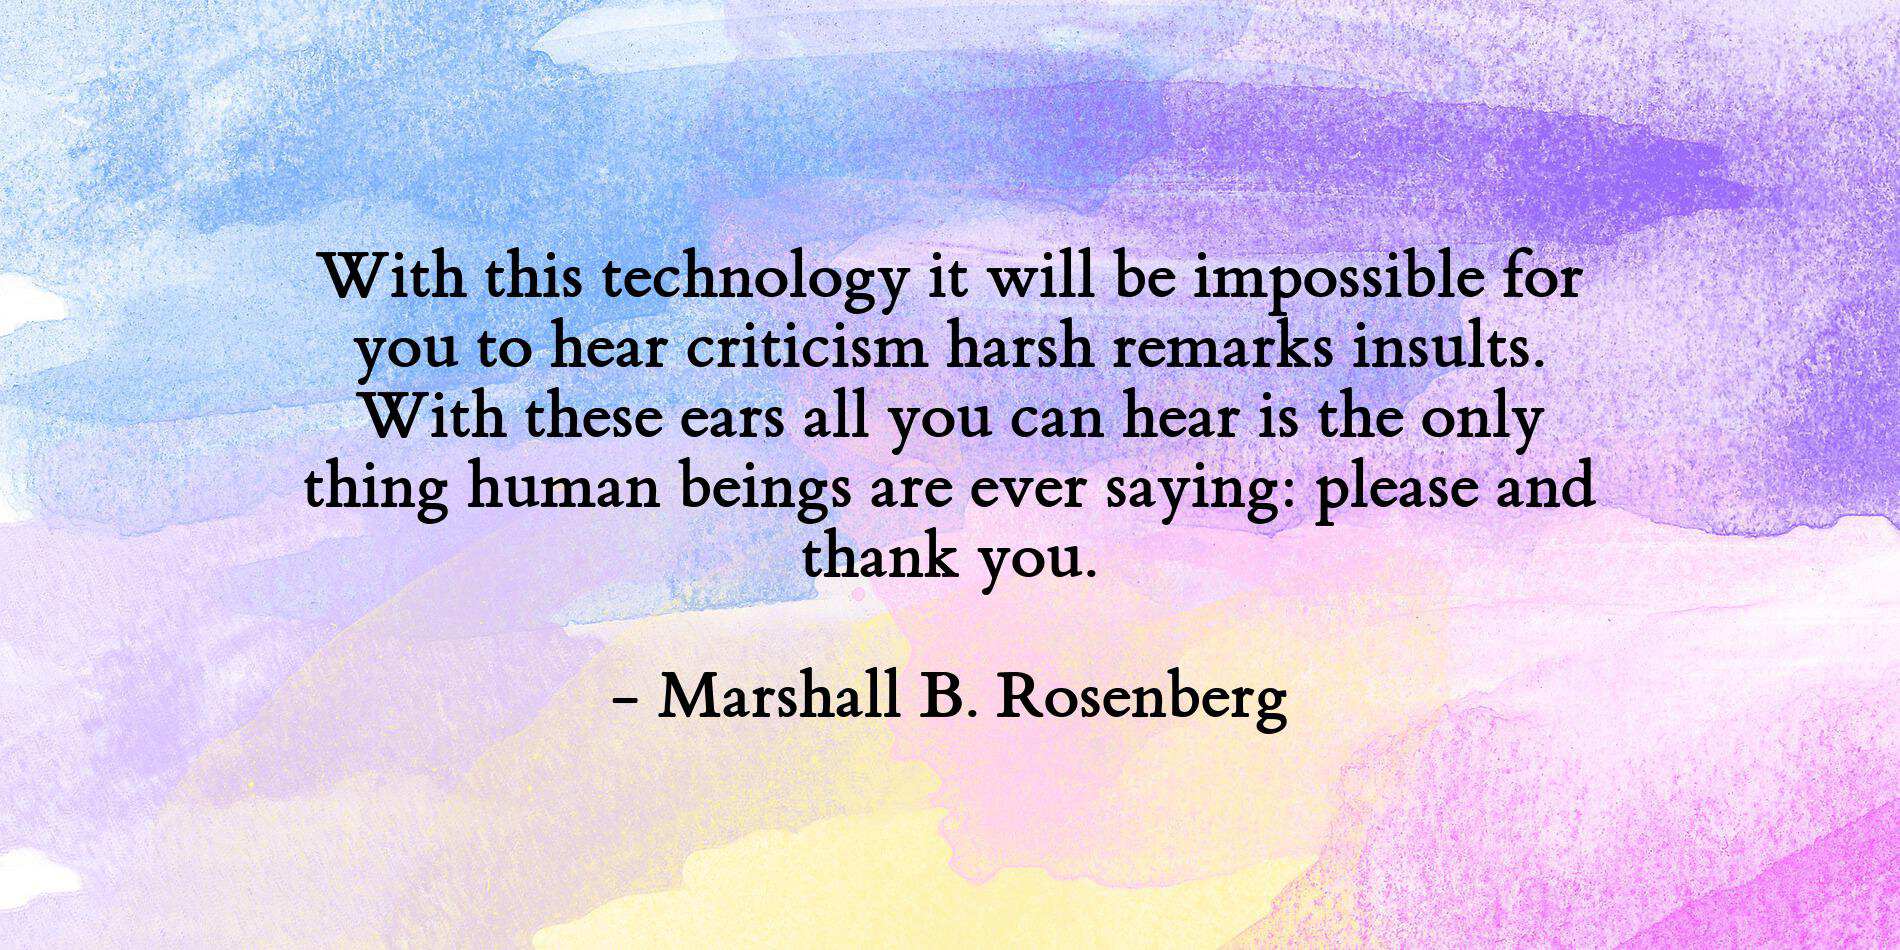 With this technology it will be impossible for
you to hear criticism harsh remarks insults.
With these ears all you can hear is the only
thing human beings are ever saying: please and
thank you.
- Marshall B. Rosenberg